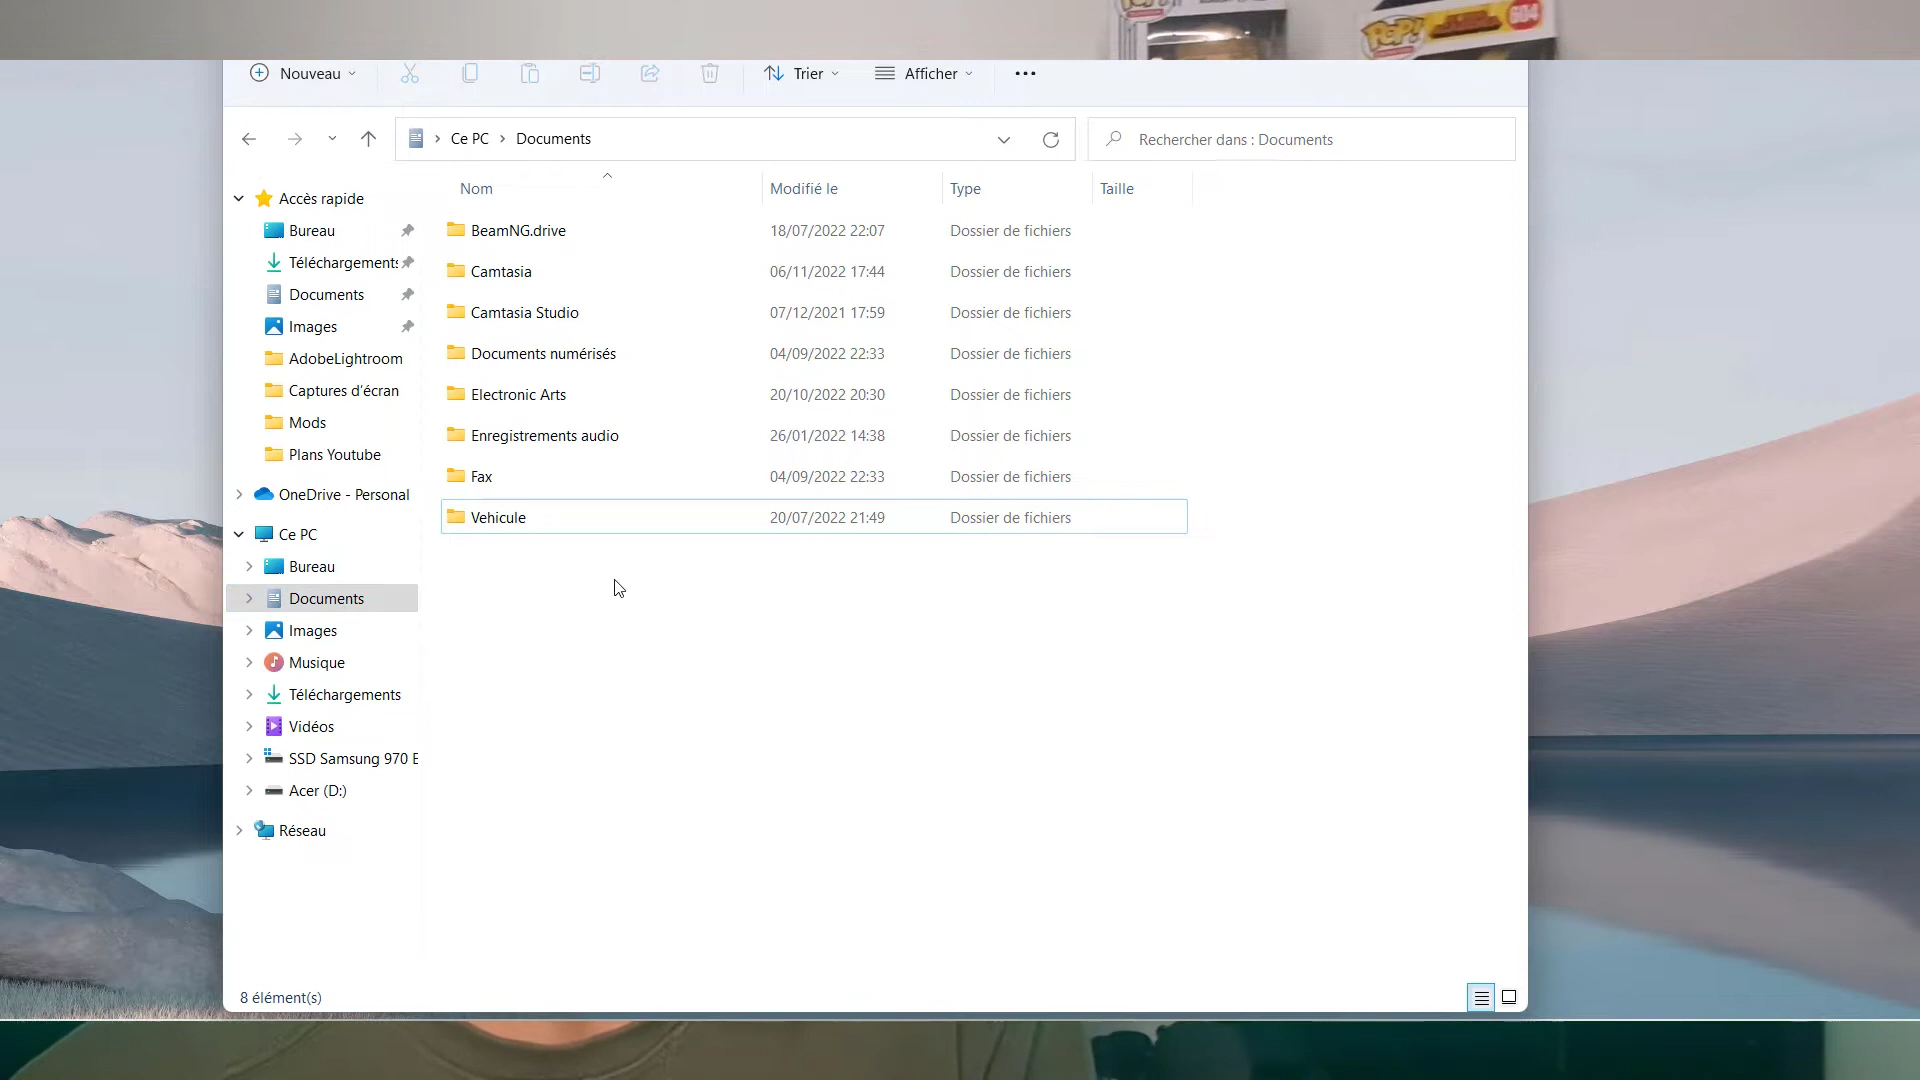 POP!
604
Nouveau
Trier
Afficher
Ce PC > Documents
Rechercher dans : Documents
Nom Modifié le Type Taille
Accès rapide
Bureau
Téléchargements
Documents
Images
AdobeLightroom
Captures d'écran
Mods
Plans Youtube
OneDrive - Personal
Ce PC
Bureau
Documents
Images
Musique
Téléchargements
Vidéos
SSD Samsung 970 E
Acer (D:)
Réseau
BeamNG.drive 18/07/2022 22:07 Dossier de fichiers
Camtasia 06/11/2022 17:44 Dossier de fichiers
Camtasia Studio 07/12/2021 17:59 Dossier de fichiers
Documents numérisés 04/09/2022 22:33 Dossier de fichiers
Electronic Arts 20/10/2022 20:30 Dossier de fichiers
Enregistrements audio 26/01/2022 14:38 Dossier de fichiers
Fax 04/09/2022 22:33 Dossier de fichiers
Vehicule 20/07/2022 21:49 Dossier de fichiers
8 élément(s)